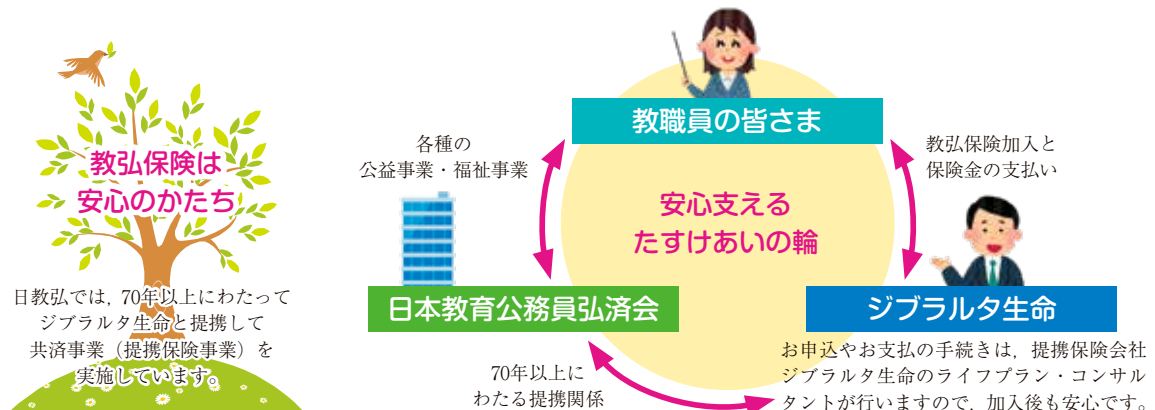 教弘保険は
安心のかたち
日教弘では，70年以上にわたって
ジブラルタ生命と提携して
共済事業（提携保険事業）を
実施しています。
教職員の皆さま
各種の
公益事業・福祉事業
教弘保険加入と
保険金の支払い
安心支える
たすけあいの輪
日本教育公務員弘済会
ジブラルタ生命
70年以上に
わたる提携関係
お申込やお支払の手続きは，提携保険会社
ジブラルタ生命のライフプラン・コンサル
タントが行いますので，加入後も安心です。